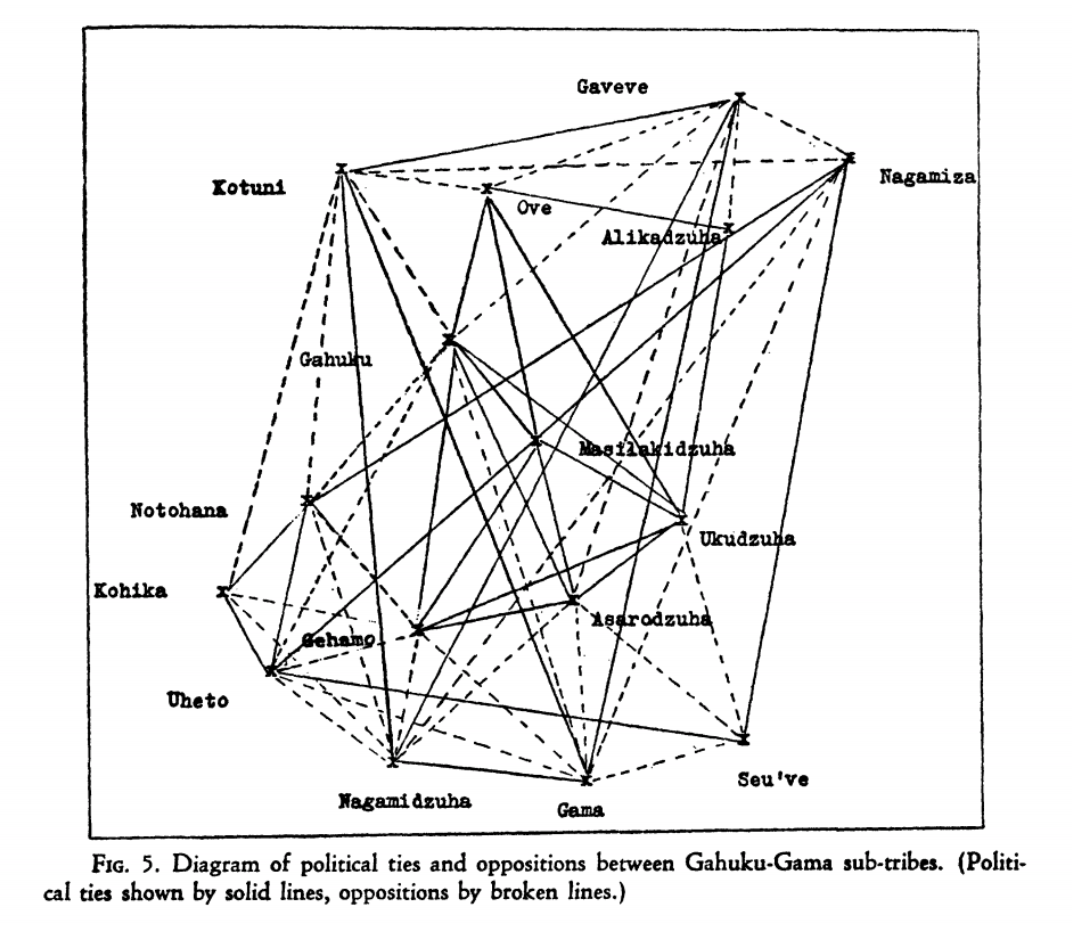 Gaveve
Nagamiza
Kotuni
Ove
Alikadzuha
Gahuku
Masilakidzuha
Notohana
Ukudzuha
Kohika
Asarodzuha
Gehamo
Uheto
Seu've
Nagamidzuha
Gama
FIG. 5. Diagram of political ties and oppositions between Gahuku-Gama sub-tribes. (Politi-
cal ties shown by solid lines, oppositions by broken lines.)